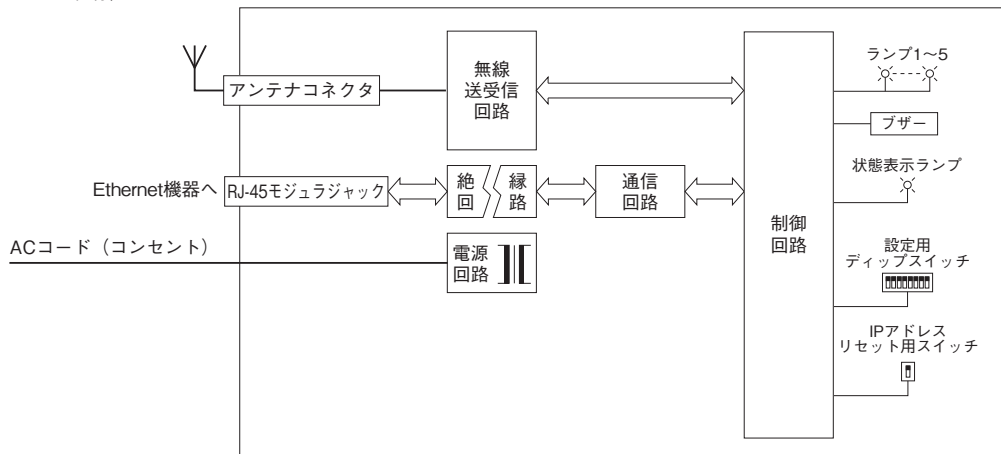 アンテナコネクタ
無線
送受信
回路
ランプ1〜5
ブザー
Ethernet機器へ
RJ-45モジュラジャック
絶縁
回路
通信
回路
状態表示ランプ
制御
回路
ACコード（コンセント）
電源
回路
設定用
ディップスイッチ
IPアドレス
リセット用スイッチ